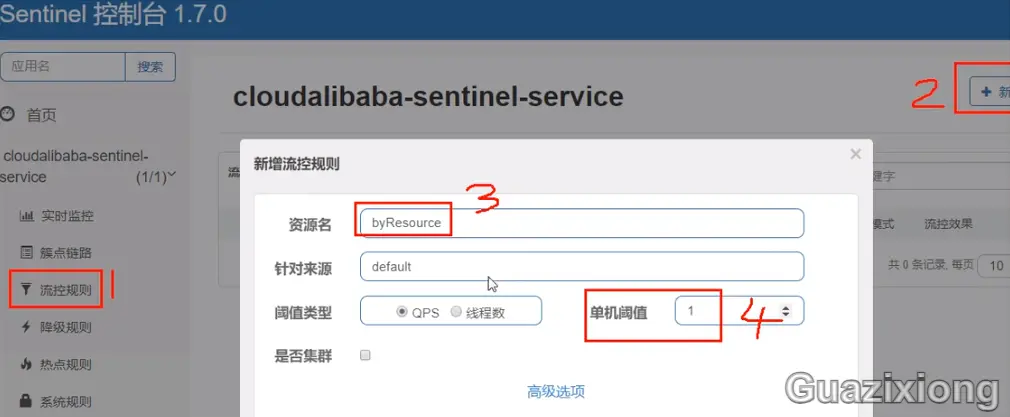 Sentinel 控制台 1.7.0
应用名 搜索
首页
cloudalibaba-sentinel-service (1/1)
实时监控
簇点链路
流控规则 1
降级规则
热点规则
系统规则
cloudalibaba-sentinel-service
2 + 新
流
键字
模式 流控效果
共 0 条记录, 每页 10
新增流控规则 ×
资源名 byResource 3
针对来源 default
阈值类型 QPS 线程数 单机阈值 1 4
是否集群
高级选项
Guazixiong